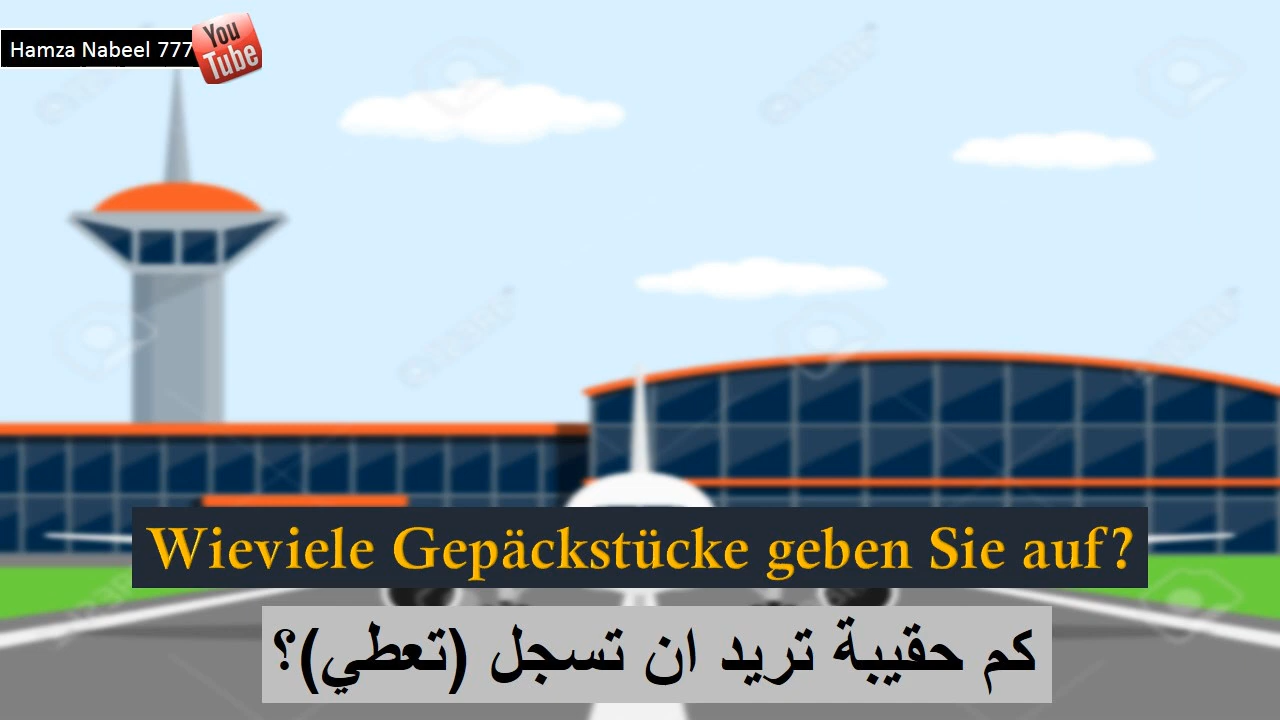 Hamza Nabeel 777
You
Tube
Wieviele Gepäckstücke geben Sie auf?
كم حقيبة تريد ان تسجل (تعطي)؟